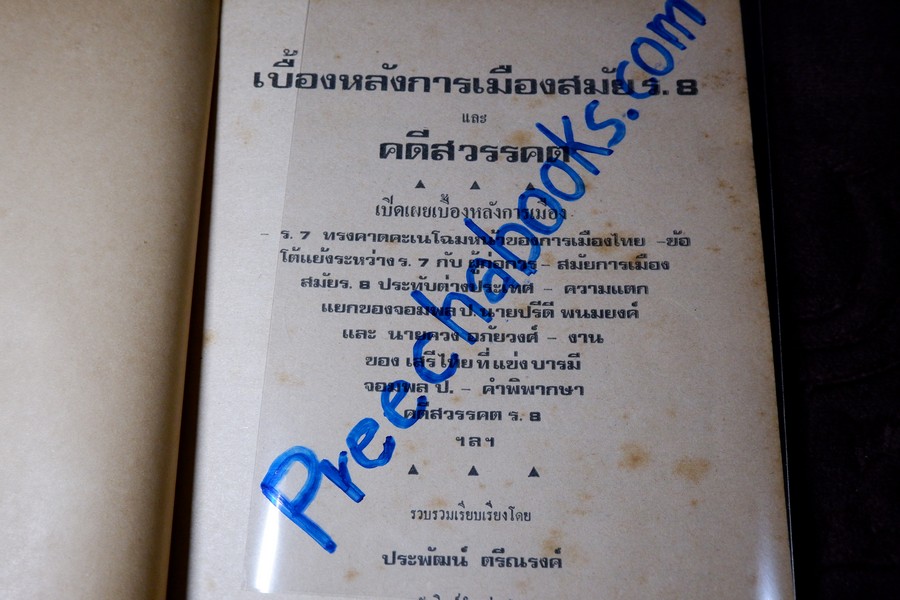 เบื้องหลังการเมืองสมัย ร. 8
และ
คดีสวรรคต
เปิดเผยเบื้องหลังการเมือง
- ร. 7 ทรงคาดคะเนโฉมหน้าของการเมืองไทย -ข้อ
โต้แย้งระหว่าง ร. 7 กับ ผู้ก่อการ - สมัยการเมือง
สมัยร. 8 ประทับต่างประเทศ - ความแตก
แยกของจอมพล ป. นายปรีดี พนมยงค์
และ นายควง อภัยวงศ์ - งาน
ของ เสรีไทย ที่ แข่ง บารมี
จอมพล ป. - คำพิพากษา
คดีสวรรคต ร. 8
ฯลฯ
รวบรวมเรียบเรียงโดย
ประพัฒน์ ตรีณรงค์
Preechabooks.com